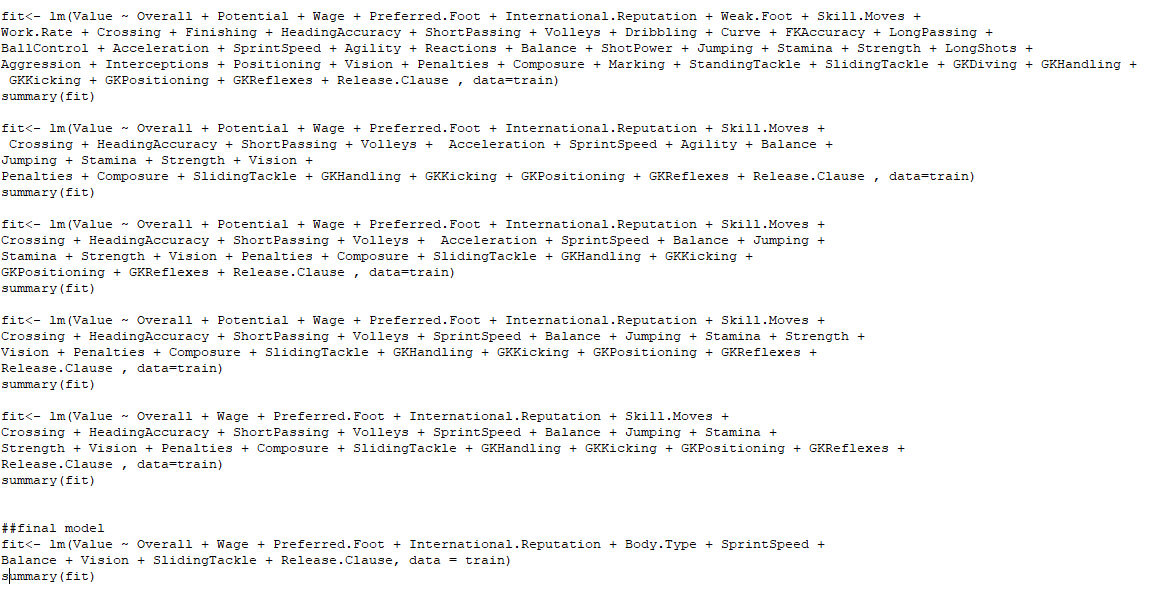 fit<- lm(Value ~ Overall + Potential + Wage + Preferred.Foot + International.Reputation + Weak.Foot + Skill.Moves +
Work.Rate + Crossing + Finishing + HeadingAccuracy + ShortPassing + Volleys + Dribbling + Curve + FKAccuracy + LongPassing +
BallControl + Acceleration + SprintSpeed + Agility + Reactions + Balance + ShotPower + Jumping + Stamina + Strength + LongShots +
Aggression + Interceptions + Positioning + Vision + Penalties + Composure + Marking + StandingTackle + SlidingTackle + GKDiving + GKHandling +
GKKicking + GKPositioning + GKReflexes + Release.Clause , data=train)
summary(fit)
fit<- lm(Value ~ Overall + Potential + Wage + Preferred.Foot + International.Reputation + Skill.Moves +
Crossing + HeadingAccuracy + ShortPassing + Volleys +  Acceleration + SprintSpeed + Agility + Balance +
Jumping + Stamina + Strength + Vision +
Penalties + Composure + SlidingTackle + GKHandling + GKKicking + GKPositioning + GKReflexes + Release.Clause , data=train)
summary(fit)
fit<- lm(Value ~ Overall + Potential + Wage + Preferred.Foot + International.Reputation + Skill.Moves +
Crossing + HeadingAccuracy + ShortPassing + Volleys +  Acceleration + SprintSpeed + Balance + Jumping +
Stamina + Strength + Vision + Penalties + Composure + SlidingTackle + GKHandling + GKKicking +
GKPositioning + GKReflexes + Release.Clause , data=train)
summary(fit)
fit<- lm(Value ~ Overall + Potential + Wage + Preferred.Foot + International.Reputation + Skill.Moves +
Crossing + HeadingAccuracy + ShortPassing + Volleys + SprintSpeed + Balance + Jumping + Stamina + Strength +
Vision + Penalties + Composure + SlidingTackle + GKHandling + GKKicking + GKPositioning + GKReflexes +
Release.Clause , data=train)
summary(fit)
fit<- lm(Value ~ Overall + Wage + Preferred.Foot + International.Reputation + Skill.Moves +
Crossing + HeadingAccuracy + ShortPassing + Volleys + SprintSpeed + Balance + Jumping + Stamina +
Strength + Vision + Penalties + Composure + SlidingTackle + GKHandling + GKKicking + GKPositioning + GKReflexes +
Release.Clause , data=train)
summary(fit)
##final model
fit<- lm(Value ~ Overall + Wage + Preferred.Foot + International.Reputation + Body.Type + SprintSpeed +
Balance + Vision + SlidingTackle + Release.Clause, data = train)
summary(fit)